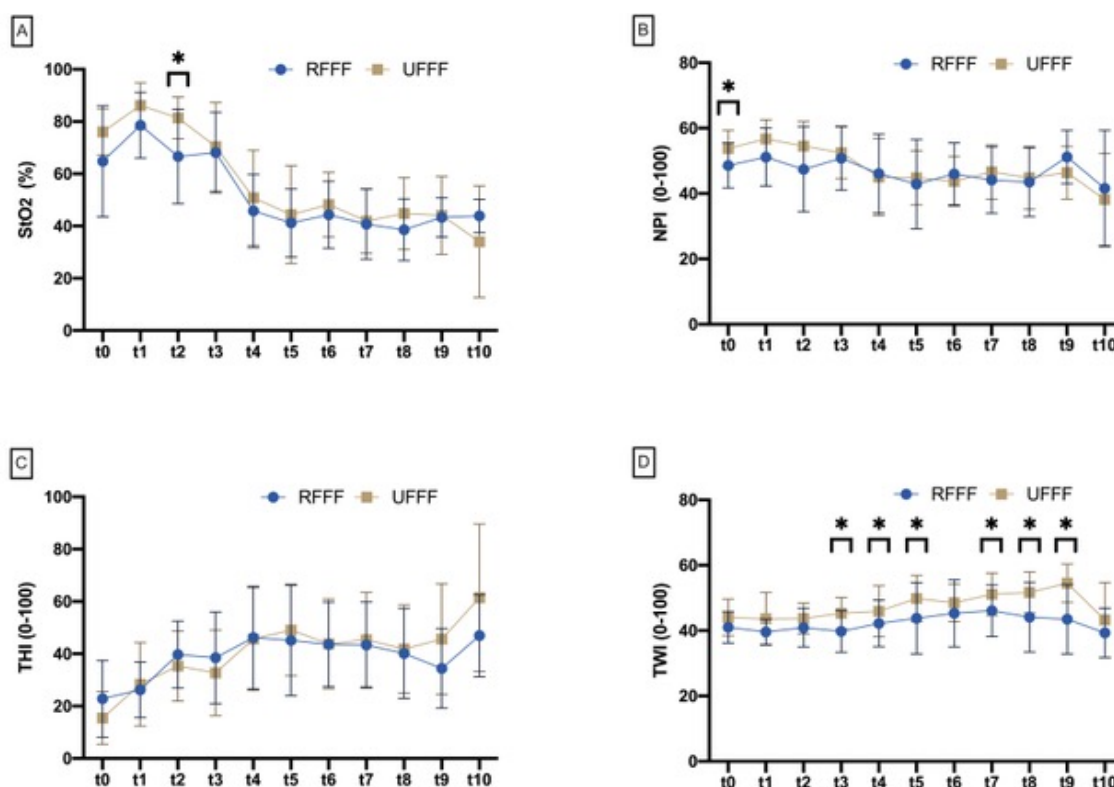 A
RFFF UFFF
*
StO2 (%)
100
80
60
40
20
0
t0 t1 t2 t3 t4 t5 t6 t7 t8 t9 t10
B
RFFF UFFF
*
NPI (0-100)
80
60
40
20
0
t0 t1 t2 t3 t4 t5 t6 t7 t8 t9 t10
C
RFFF UFFF
THI (0-100)
100
80
60
40
20
0
t0 t1 t2 t3 t4 t5 t6 t7 t8 t9 t10
D
RFFF UFFF
* * * * * *
TWI (0-100)
80
60
40
20
0
t0 t1 t2 t3 t4 t5 t6 t7 t8 t9 t10